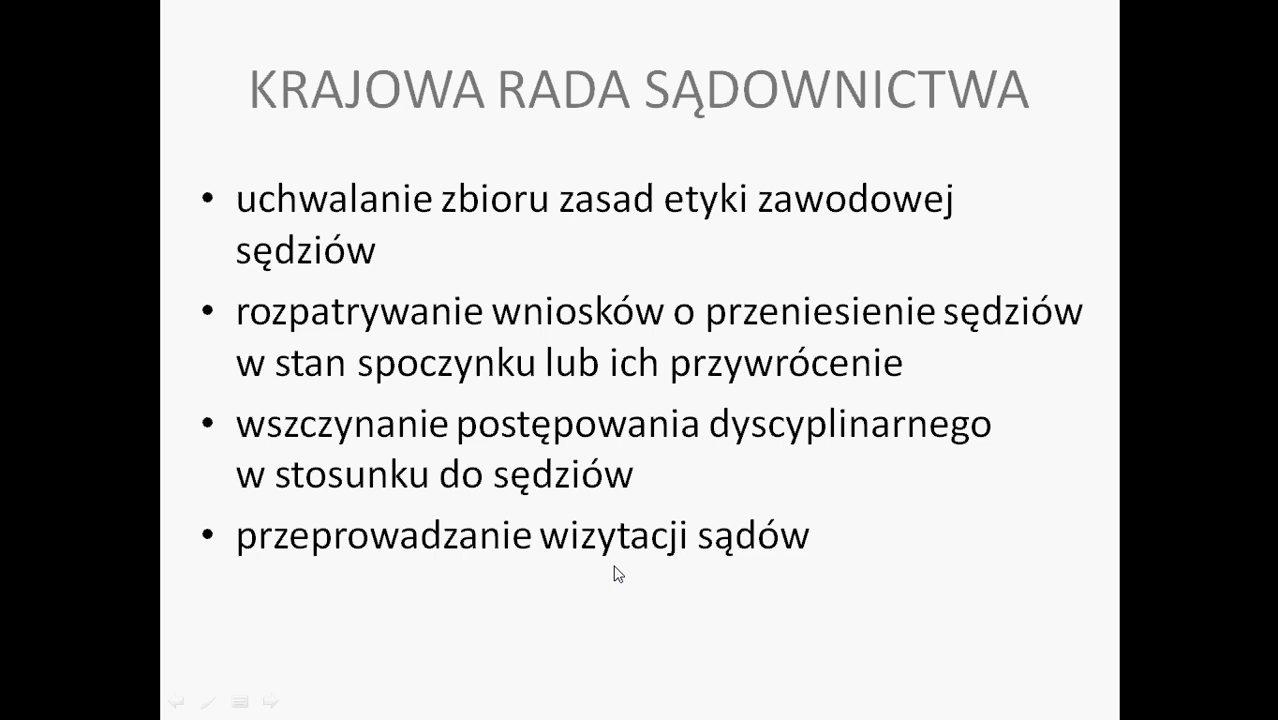 KRAJOWA RADA SĄDOWNICTWA
• uchwalanie zbioru zasad etyki zawodowej
sędziów
• rozpatrywanie wniosków o przeniesienie sędziów
w stan spoczynku lub ich przywrócenie
• wszczynanie postępowania dyscyplinarnego
w stosunku do sędziów
• przeprowadzanie wizytacji sądów